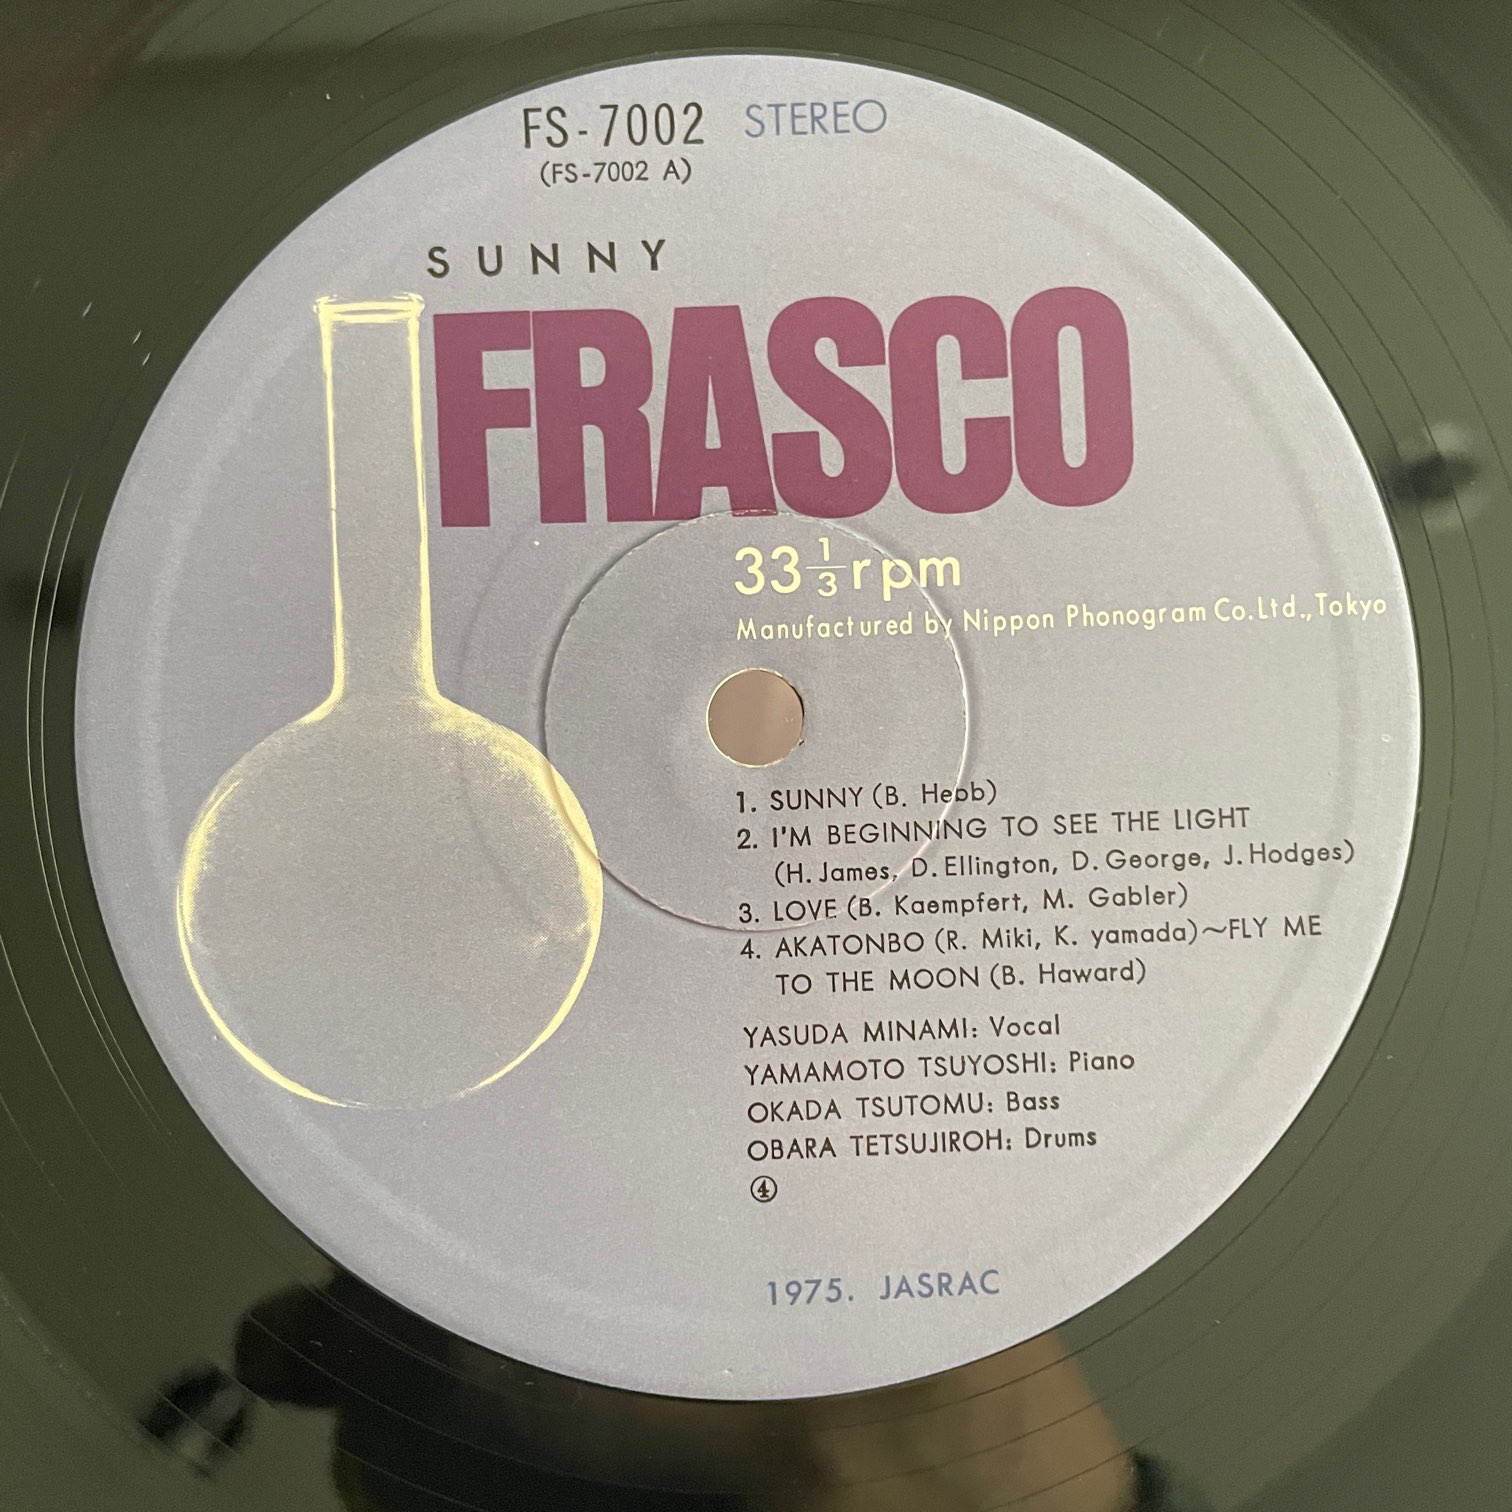 FS-7002 STEREO
(FS-7002 A)
SUNNY
FRASCO
33 1/3 rpm
Manufactured by Nippon Phonogram Co.Ltd.,Tokyo
1. SUNNY (B. Hebb)
2. I'M BEGINNING TO SEE THE LIGHT
(H. James, D. Ellington, D. George, J. Hodges)
3. LOVE (B. Kaempfert, M. Gabler)
4. AKATONBO (R. Miki, K. yamada)~FLY ME
TO THE MOON (B. Haward)
YASUDA MINAMI: Vocal
YAMAMOTO TSUYOSHI: Piano
OKADA TSUTOMU: Bass
OBARA TETSUJIROH: Drums
④
1975. JASRAC